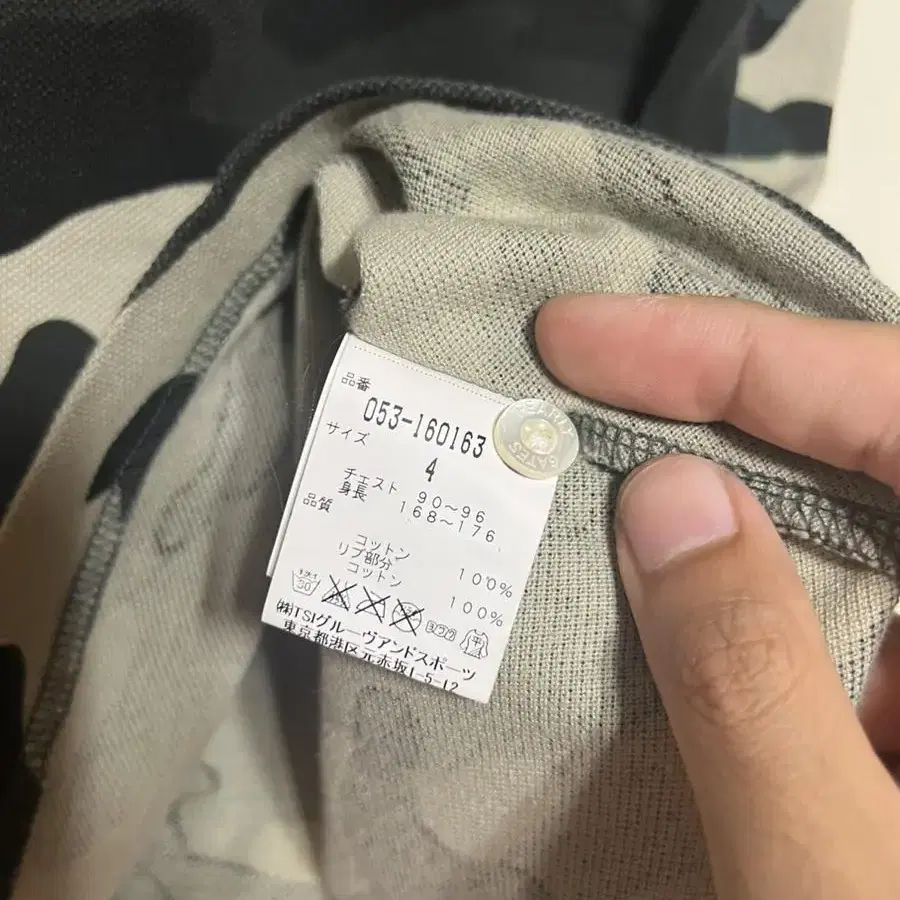 品番
053-160163
サイズ
4
チェスト 90~96
身長 168~176
品質
コットン 100%
リブ部分
コットン 100%
(株)TSIグルーヴアンドスポーツ
東京都港区元赤坂1-5-12
PEARLY GATES